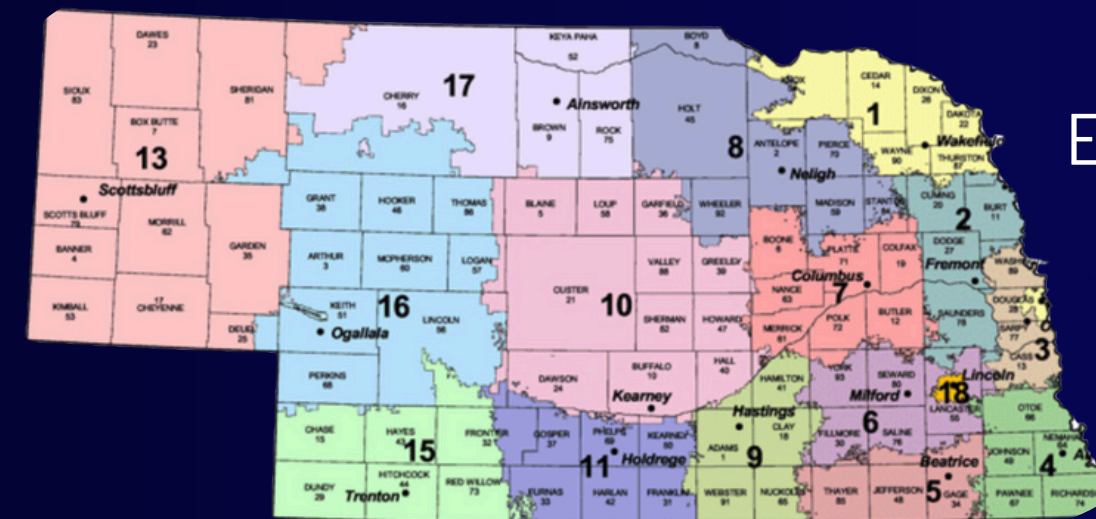 DAWES
23
SIOUX
83
SHERIDAN
81
BOX BUTTE
7
13
Scottsbluff
SCOTTS BLUFF
79
MORRILL
62
BANNER
4
GARDEN
35
KIMBALL
53
17
CHEYENNE
DEUEL
25
CHERRY
16
17
KEYA PAHA
52
Ainsworth
BROWN
9
ROCK
75
BOYD
8
HOLT
45
8
ANTELOPE
2
PIERCE
70
Neligh
MADISON
59
WHEELER
92
CEDAR
14
DIXON
26
1
DAKOTA
22
Wakefield
WAYNE
90
THURSTON
87
E
GRANT
38
HOOKER
46
THOMAS
86
ARTHUR
3
MCPHERSON
60
LOGAN
57
KEITH
51
16
LINCOLN
56
Ogallala
PERKINS
68
BLAINE
5
LOUP
58
GARFIELD
36
CUSTER
21
VALLEY
88
GREELEY
39
10
SHERMAN
82
HOWARD
47
DAWSON
24
BUFFALO
10
HALL
40
Kearney
BOONE
6
PLATTE
71
COLFAX
19
Columbus
NANCE
63
7
MERRICK
61
POLK
72
BUTLER
12
CUMING
20
2
BURT
11
DODGE
27
Fremont
SAUNDERS
78
WASH
89
DOUGLAS
28
SARPY
77
3
CASS
13
YORK
93
SEWARD
80
Milford
6
FILLMORE
30
SALINE
76
Lincoln
18
LANCASTER
55
HAMILTON
41
Hastings
CLAY
18
ADAMS
1
9
WEBSTER
91
NUCKOLLS
65
CHASE
15
HAYES
43
FRONTIER
32
15
DUNDY
29
HITCHCOCK
44
Trenton
RED WILLOW
73
GOSPER
37
PHELPS
69
KEARNEY
50
11
Holdrege
FURNAS
33
HARLAN
42
FRANKLIN
31
Beatrice
THAYER
85
JEFFERSON
48
5
GAGE
34
OTOE
66
JOHNSON
49
NEMAHA
64
4
PAWNEE
67
RICHARDS
74